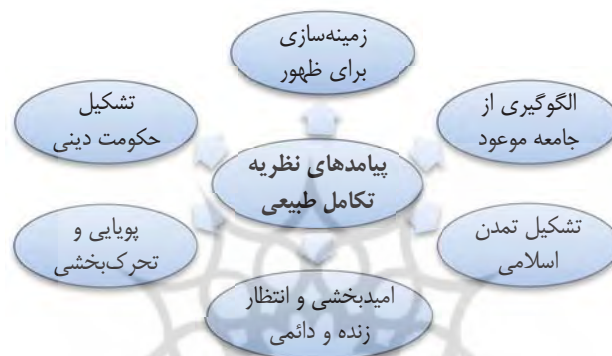 زمینه‌سازی
برای ظهور
الگوگیری از
جامعه موعود
تشکیل
حکومت دینی
پیامدهای نظریه
تکامل طبیعی
تشکیل تمدن
اسلامی
پویایی و
تحرک‌بخشی
امیدبخشی و انتظار
زنده و دائمی